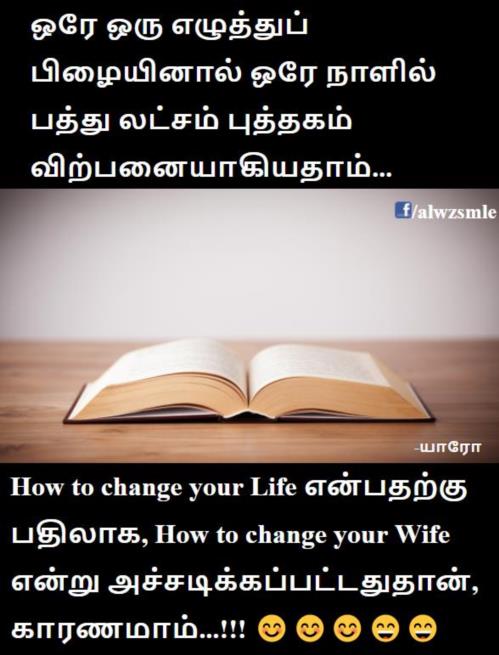 ஒரே ஒரு எழுத்துப்
பிழையினால் ஒரே நாளில்
பத்து லட்சம் புத்தகம்
விற்பனையாகியதாம்...
f/alwzsmle
-யாரோ
How to change your Life என்பதற்கு
பதிலாக, How to change your Wife
என்று அச்சடிக்கப்பட்டதுதான்,
காரணமாம்...!!! 😊 😊 😊 😄 😄